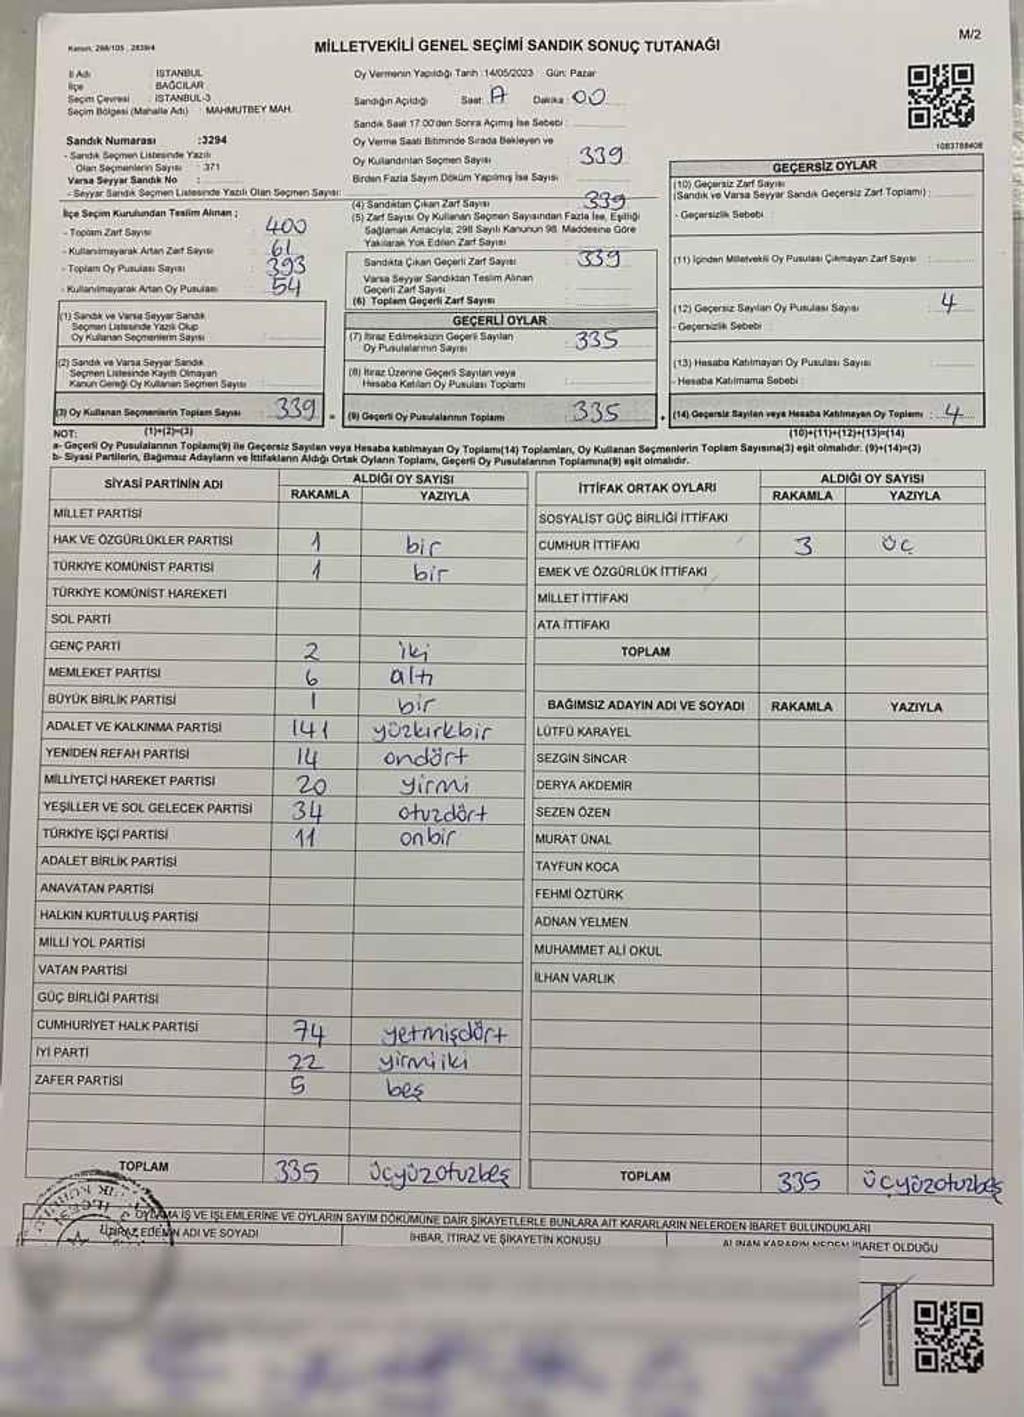 M/2
Kanun: 298/105 , 2839/4
MİLLETVEKİLİ GENEL SEÇİMİ SANDIK SONUÇ TUTANAĞI
İl Adı : İSTANBUL
İlçe : BAĞCILAR
Seçim Çevresi : İSTANBUL-3
Seçim Bölgesi (Mahalle Adı) : MAHMUTBEY MAH.
Sandık Numarası :3294
- Sandık Seçmen Listesinde Yazılı
Olan Seçmenlerin Sayısı : 371
Varsa Seyyar Sandık No :
- Seyyar Sandık Seçmen Listesinde Yazılı Olan Seçmen Sayısı:
İlçe Seçim Kurulundan Teslim Alınan ;
- Toplam Zarf Sayısı : 400
- Kullanılmayarak Artan Zarf Sayısı : 61
- Toplam Oy Pusulası Sayısı : 393
- Kullanılmayarak Artan Oy Pusulası : 54
(1) Sandık ve Varsa Seyyar Sandık
Seçmen Listesinde Yazılı Olup
Oy Kullanan Seçmenlerin Sayısı :
(2) Sandık ve Varsa Seyyar Sandık
Seçmen Listesinde Kayıtlı Olmayan
Kanun Gereği Oy Kullanan Seçmen Sayısı :
(3) Oy Kullanan Seçmenlerin Toplam Sayısı : 339
(1)+(2)=(3)
Oy Vermenin Yapıldığı Tarih :14/05/2023 Gün: Pazar
Sandığın Açıldığı Saat: A Dakika : 00
Sandık Saat 17.00'den Sonra Açılmış İse Sebebi :
Oy Verme Saati Bitiminde Sırada Bekleyen ve
Oy Kullandırılan Seçmen Sayısı : 339
Birden Fazla Sayım Döküm Yapılmış İse Sayısı :
(4) Sandıktan Çıkan Zarf Sayısı : 339
(5) Zarf Sayısı Oy Kullanan Seçmen Sayısından Fazla İse, Eşitliği
Sağlamak Amacıyla, 298 Sayılı Kanunun 98. Maddesine Göre
Yakılarak Yok Edilen Zarf Sayısı :
Sandıkta Çıkan Geçerli Zarf Sayısı : 339
Varsa Seyyar Sandıktan Teslim Alınan
Geçerli Zarf Sayısı :
(6) Toplam Geçerli Zarf Sayısı :
GEÇERLİ OYLAR
(7) İtiraz Edilmeksizin Geçerli Sayılan
Oy Pusulalarının Sayısı : 335
(8) İtiraz Üzerine Geçerli Sayılan veya
Hesaba Katılan Oy Pusulası Toplamı :
= (9) Geçerli Oy Pusulalarının Toplamı : 335
1083788408
GEÇERSİZ OYLAR
(10) Geçersiz Zarf Sayısı
(Sandık ve Varsa Seyyar Sandık Geçersiz Zarf Toplamı) :
- Geçersizlik Sebebi :
(11) İçinden Milletvekili Oy Pusulası Çıkmayan Zarf Sayısı :
(12) Geçersiz Sayılan Oy Pusulası Sayısı : 4
- Geçersizlik Sebebi :
(13) Hesaba Katılmayan Oy Pusulası Sayısı :
- Hesaba Katılmama Sebebi :
+ (14) Geçersiz Sayılan veya Hesaba Katılmayan Oy Toplamı : 4
(10)+(11)+(12)+(13)=(14)
NOT:
a- Geçerli Oy Pusulalarının Toplamı(9) ile Geçersiz Sayılan veya Hesaba katılmayan Oy Toplamı(14) Toplamları, Oy Kullanan Seçmenlerin Toplam Sayısına(3) eşit olmalıdır. (9)+(14)=(3)
b- Siyasi Partilerin, Bağımsız Adayların ve İttifakların Aldığı Ortak Oyların Toplamı, Geçerli Oy Pusulalarının Toplamına(9) eşit olmalıdır.
SİYASİ PARTİNİN ADI ALDIĞI OY SAYISI
RAKAMLA YAZIYLA
MİLLET PARTİSİ
HAK VE ÖZGÜRLÜKLER PARTİSİ 1 bir
TÜRKİYE KOMÜNİST PARTİSİ 1 bir
TÜRKİYE KOMÜNİST HAREKETİ
SOL PARTİ
GENÇ PARTİ 2 iki
MEMLEKET PARTİSİ 6 altı
BÜYÜK BİRLİK PARTİSİ 1 bir
ADALET VE KALKINMA PARTİSİ 141 yüzkırkbir
YENİDEN REFAH PARTİSİ 14 ondört
MİLLİYETÇİ HAREKET PARTİSİ 20 yirmi
YEŞİLLER VE SOL GELECEK PARTİSİ 34 otuzdört
TÜRKİYE İŞÇİ PARTİSİ 11 onbir
ADALET BİRLİK PARTİSİ
ANAVATAN PARTİSİ
HALKIN KURTULUŞ PARTİSİ
MİLLİ YOL PARTİSİ
VATAN PARTİSİ
GÜÇ BİRLİĞİ PARTİSİ
CUMHURİYET HALK PARTİSİ 74 yetmişdört
İYİ PARTİ 22 yirmiiki
ZAFER PARTİSİ 5 beş
TOPLAM 335 üçyüzotuzbeş
İTTİFAK ORTAK OYLARI ALDIĞI OY SAYISI
RAKAMLA YAZIYLA
SOSYALİST GÜÇ BİRLİĞİ İTTİFAKI
CUMHUR İTTİFAKI 3 üç
EMEK VE ÖZGÜRLÜK İTTİFAKI
MİLLET İTTİFAKI
ATA İTTİFAKI
TOPLAM
BAĞIMSIZ ADAYIN ADI VE SOYADI RAKAMLA YAZIYLA
LÜTFÜ KARAYEL
SEZGİN SİNCAR
DERYA AKDEMİR
SEZEN ÖZEN
MURAT ÜNAL
TAYFUN KOCA
FEHMİ ÖZTÜRK
ADNAN YELMEN
MUHAMMET ALİ OKUL
İLHAN VARLIK
TOPLAM 335 üçyüzotuzbeş
OYLAMA İŞ VE İŞLEMLERİNE VE OYLARIN SAYIM DÖKÜMÜNE DAİR ŞİKAYETLERLE BUNLARA AİT KARARLARIN NELERDEN İBARET BULUNDUKLARI
İTİRAZ EDENİN ADI VE SOYADI İHBAR, İTİRAZ VE ŞİKAYETİN KONUSU ALINAN KARARIN NEDEN İBARET OLDUĞU